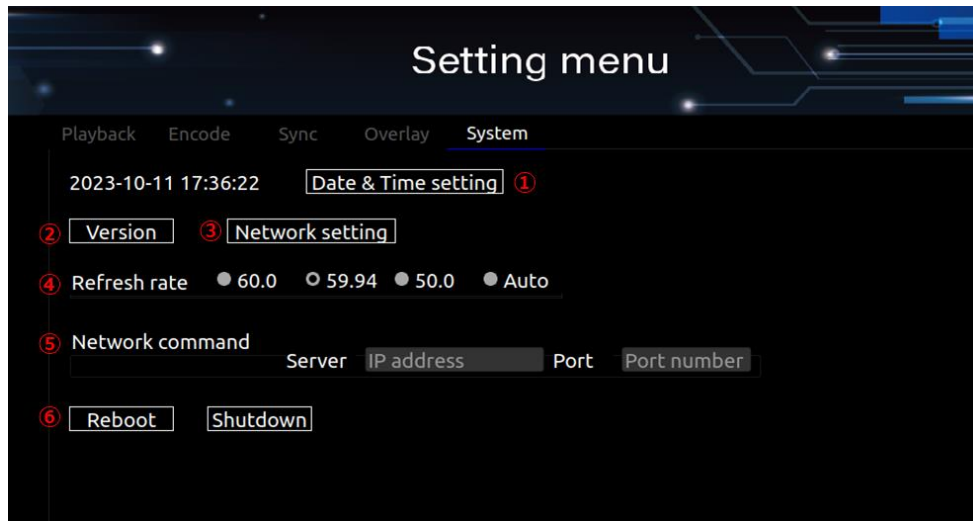 Setting menu
Playback Encode Sync Overlay System
2023-10-11 17:36:22 Date & Time setting ①
② Version ③ Network setting
④ Refresh rate 60.0 59.94 50.0 Auto
⑤ Network command
Server IP address Port Port number
⑥ Reboot Shutdown